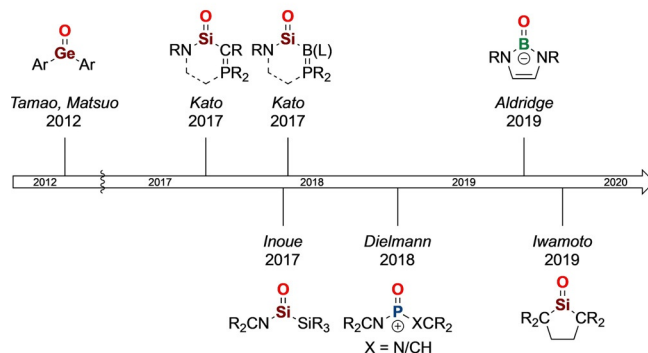 O
Ge
Ar Ar
Tamao, Matsuo
2012
O
Si
RN CR
PR2
Kato
2017
O
Si
RN B(L)
PR2
Kato
2017
O
B
RN NR
Aldridge
2019
2012 2017 2018 2019 2020
Inoue
2017
O
Si
R2CN SiR3
Dielmann
2018
O
P
R2CN XCR2
X = N/CH
Iwamoto
2019
O
Si
R2C CR2